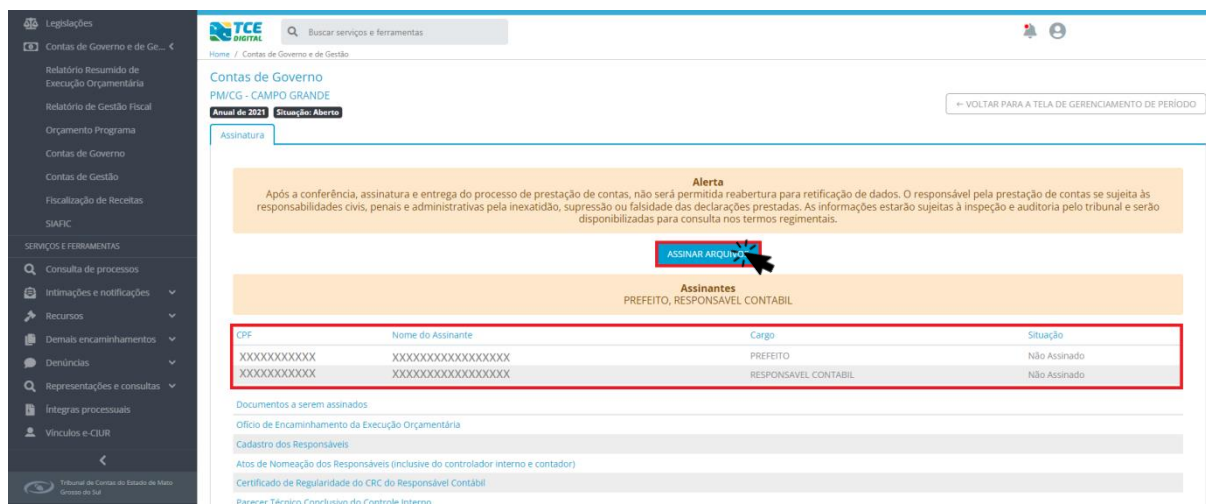 Legislações
Contas de Governo e de Ge...
Relatório Resumido de
Execução Orçamentária
Relatório de Gestão Fiscal
Orçamento Programa
Contas de Governo
Contas de Gestão
Fiscalização de Receitas
SIAFIC
SERVIÇOS E FERRAMENTAS
Consulta de processos
Intimações e notificações
Recursos
Demais encaminhamentos
Denúncias
Representações e consultas
Íntegras processuais
Vínculos e-CJUR
Tribunal de Contas do Estado de Mato
Grosso do Sul
TCE
DIGITAL
Buscar serviços e ferramentas
Home / Contas de Governo e de Gestão
Contas de Governo
PM/CG - CAMPO GRANDE
Anual de 2021 Situação: Aberto
← VOLTAR PARA A TELA DE GERENCIAMENTO DE PERÍODO
Assinatura
Alerta
Após a conferência, assinatura e entrega do processo de prestação de contas, não será permitida reabertura para retificação de dados. O responsável pela prestação de contas se sujeita às
responsabilidades civis, penais e administrativas pela inexatidão, supressão ou falsidade das declarações prestadas. As informações estarão sujeitas à inspeção e auditoria pelo tribunal e serão
disponibilizadas para consulta nos termos regimentais.
ASSINAR ARQUIVO
Assinantes
PREFEITO, RESPONSAVEL CONTABIL
CPF Nome do Assinante Cargo Situação
XXXXXXXXXXX XXXXXXXXXXXXXXXXX PREFEITO Não Assinado
XXXXXXXXXXX XXXXXXXXXXXXXXXXX RESPONSAVEL CONTABIL Não Assinado
Documentos a serem assinados
Ofício de Encaminhamento da Execução Orçamentária
Cadastro dos Responsáveis
Atos de Nomeação dos Responsáveis (inclusive do controlador interno e contador)
Certificado de Regularidade do CRC do Responsável Contábil
Parecer Técnico Conclusivo do Controle Interno